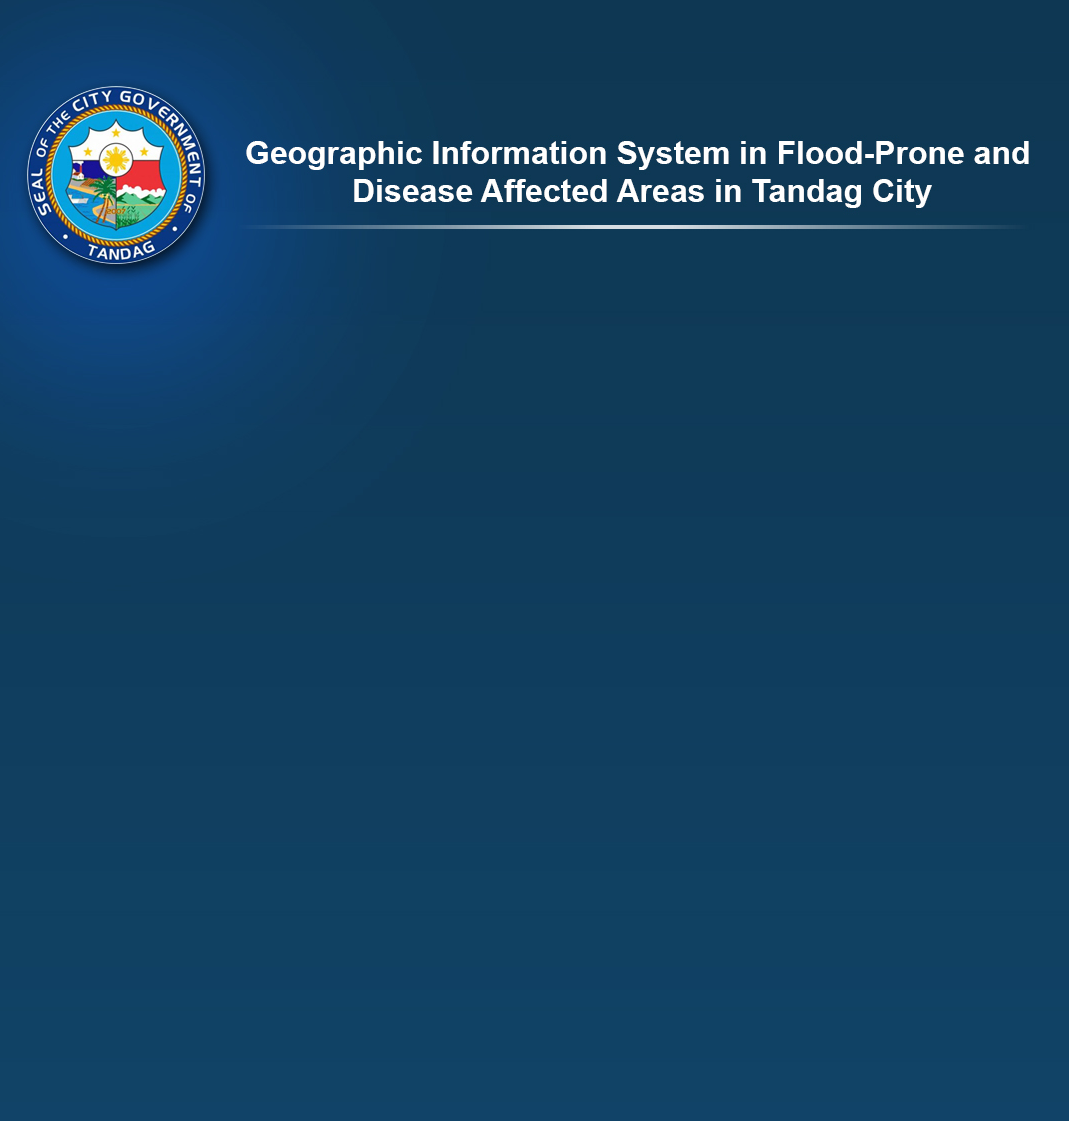 SEAL OF THE CITY GOVERNMENT OF
TANDAG
Geographic Information System in Flood-Prone and
Disease Affected Areas in Tandag City